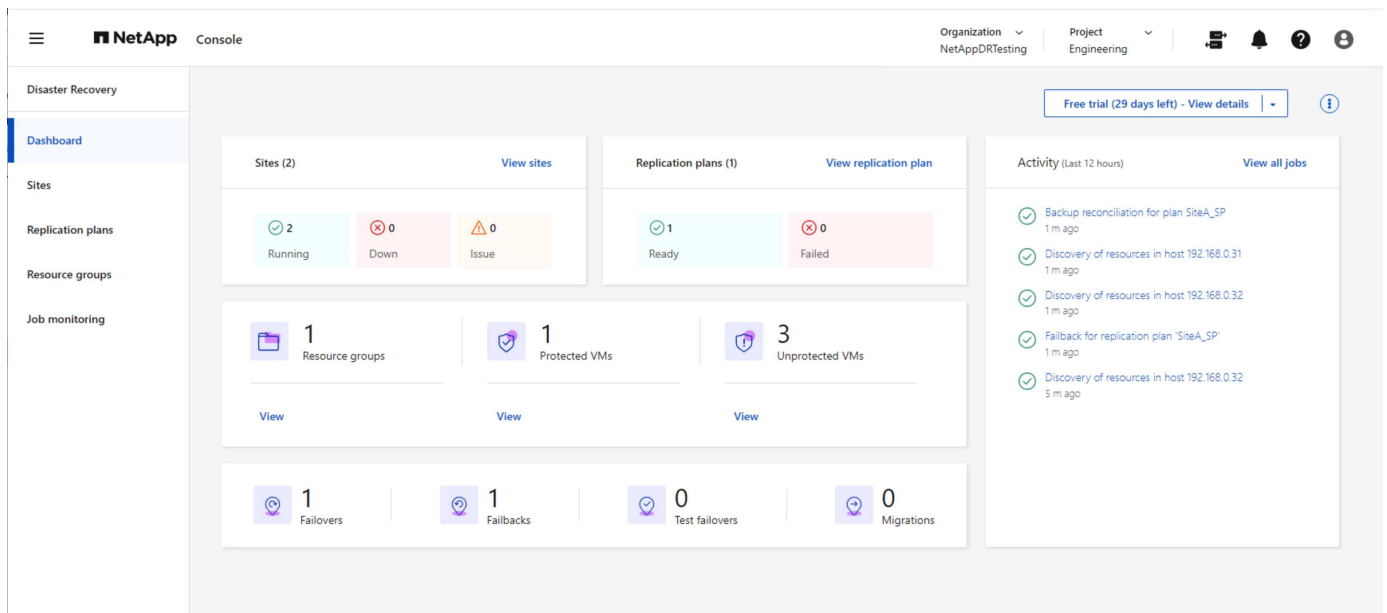 NetApp Console
Organization
NetAppDRTesting
Project
Engineering
Disaster Recovery
Dashboard
Sites
Replication plans
Resource groups
Job monitoring
Free trial (29 days left) - View details
Sites (2)
View sites
2
Running
0
Down
0
Issue
Replication plans (1)
View replication plan
1
Ready
0
Failed
1
Resource groups
View
1
Protected VMs
View
3
Unprotected VMs
View
1
Failovers
1
Failbacks
0
Test failovers
0
Migrations
Activity (Last 12 hours)
View all jobs
Backup reconciliation for plan SiteA_SP
1 m ago
Discovery of resources in host 192.168.0.31
1 m ago
Discovery of resources in host 192.168.0.32
1 m ago
Failback for replication plan 'SiteA_SP'
1 m ago
Discovery of resources in host 192.168.0.32
5 m ago